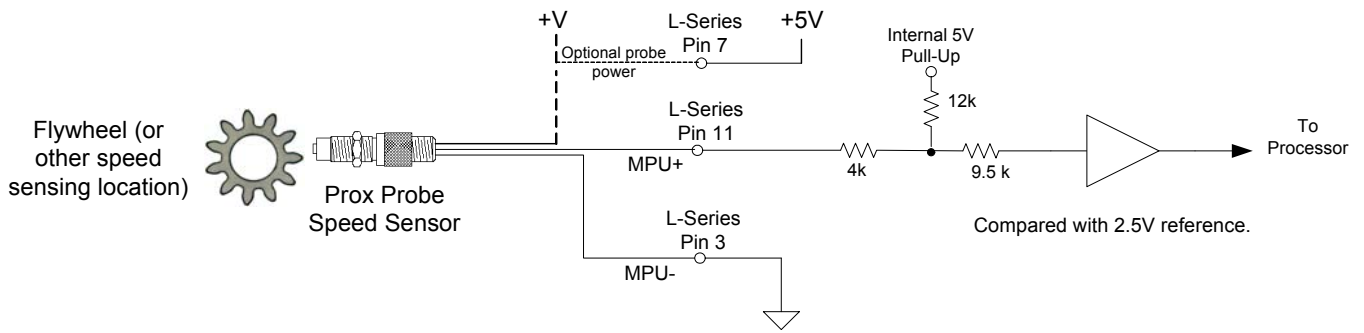 +V
L-Series
Pin 7
+5V
Optional probe
power
Internal 5V
Pull-Up
12k
Flywheel (or
other speed
sensing location)
Prox Probe
Speed Sensor
L-Series
Pin 11
MPU+
4k
9.5 k
To
Processor
Compared with 2.5V reference.
L-Series
Pin 3
MPU-